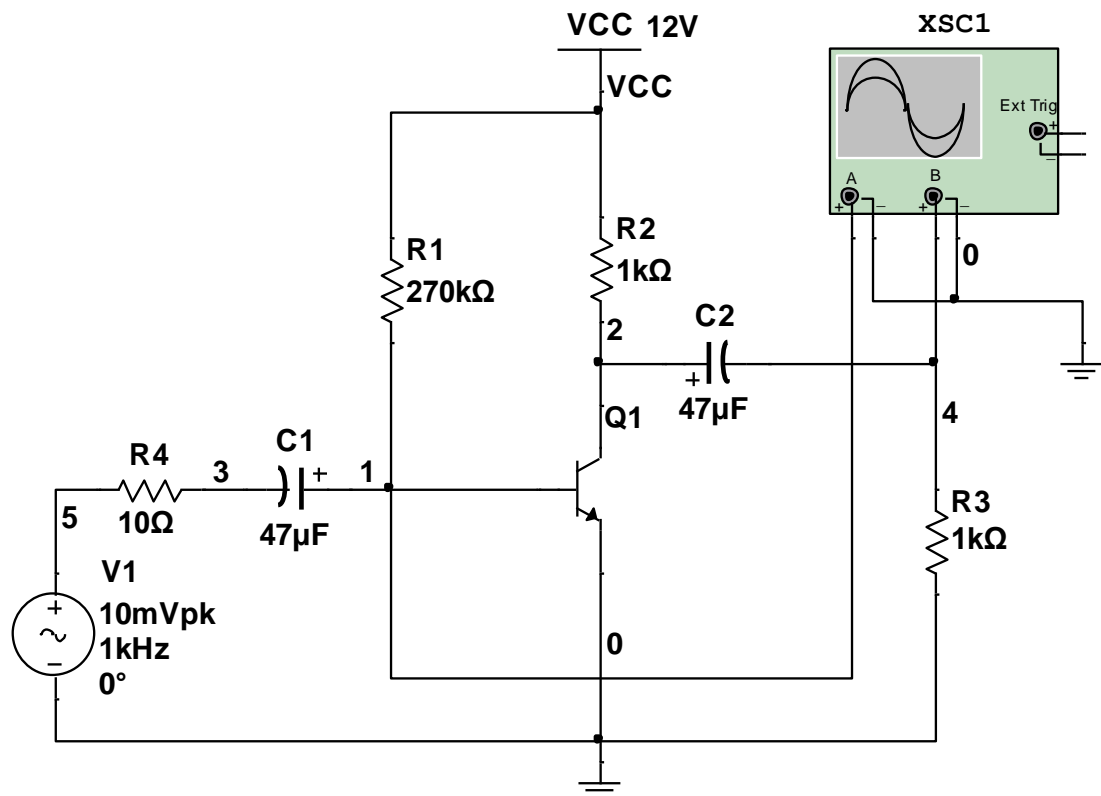 VCC 12V
VCC
XSC1
Ext Trig
+
–
A
B
+
–
+
–
0
R1
270kΩ
R2
1kΩ
2
C2
+
47µF
4
Q1
R4
10Ω
3
C1
+
47µF
1
5
R3
1kΩ
V1
+
–
10mVpk
1kHz
0°
0